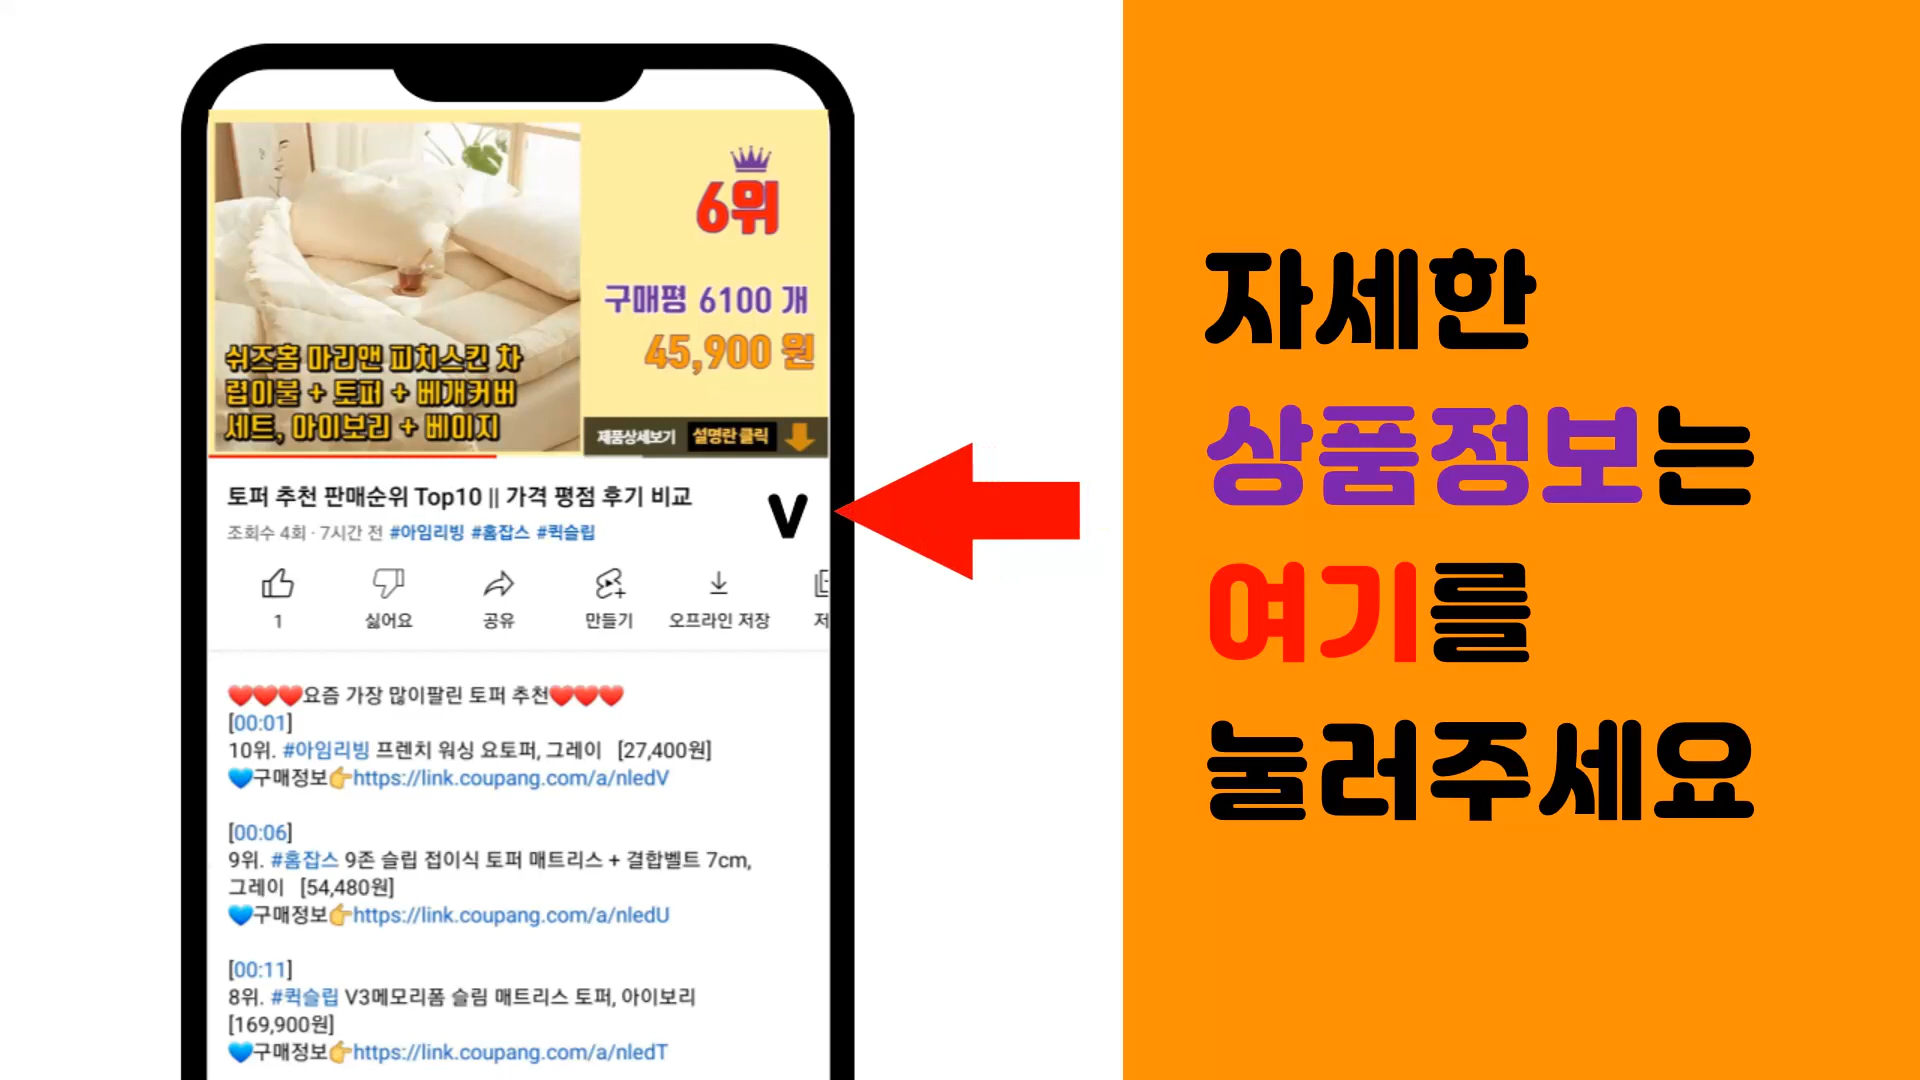 6위
구매평 6100 개
45,900 원
쉬즈홈 마리앤 피치스킨 차
렵이불 + 토퍼 + 베개커버
세트, 아이보리 + 베이지
제품상세보기 설명란 클릭
토퍼 추천 판매순위 Top10 || 가격 평점 후기 비교
V
조회수 4회 · 7시간 전 #아임리빙 #홈잡스 #퀵슬립
1 싫어요 공유 만들기 오프라인 저장 저
❤️❤️❤️요즘 가장 많이팔린 토퍼 추천❤️❤️❤️
[00:01]
10위. #아임리빙 프렌치 워싱 요토퍼, 그레이 [27,400원]
💙구매정보👉https://link.coupang.com/a/nledV
[00:06]
9위. #홈잡스 9존 슬립 접이식 토퍼 매트리스 + 결합벨트 7cm,
그레이 [54,480원]
💙구매정보👉https://link.coupang.com/a/nledU
[00:11]
8위. #퀵슬립 V3메모리폼 슬림 매트리스 토퍼, 아이보리
[169,900원]
💙구매정보👉https://link.coupang.com/a/nledT
자세한
상품정보는
여기를
눌러주세요